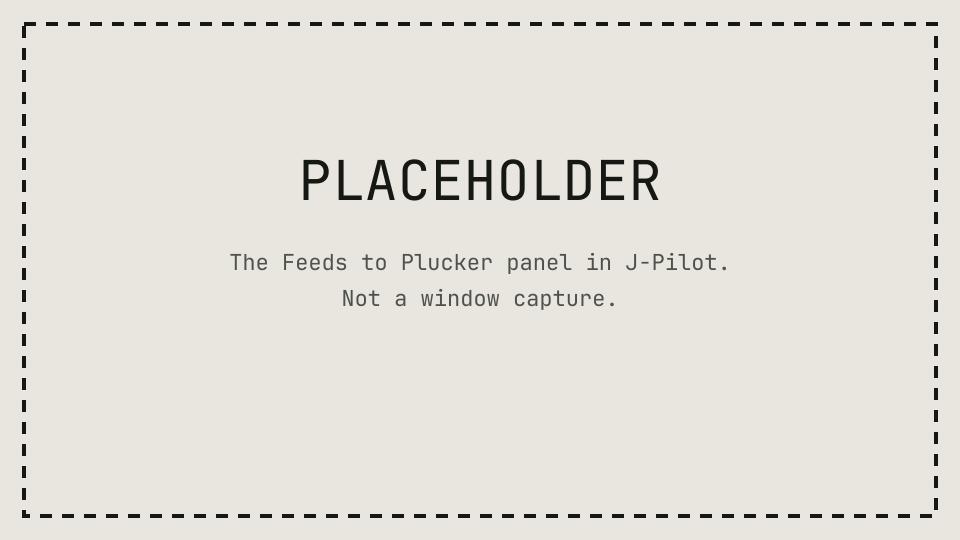 PLACEHOLDER
The Feeds to Plucker panel in J-Pilot.
Not a window capture.